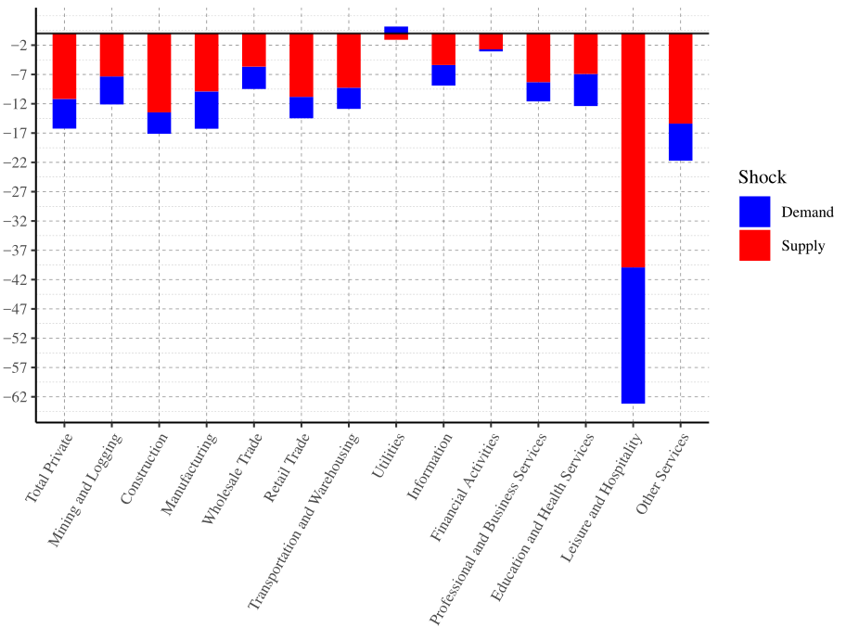 −2
−7
−12
−17
−22
−27
−32
−37
−42
−47
−52
−57
−62
Total Private
Mining and Logging
Construction
Manufacturing
Wholesale Trade
Retail Trade
Transportation and Warehousing
Utilities
Information
Financial Activities
Professional and Business Services
Education and Health Services
Leisure and Hospitality
Other Services
Shock
Demand
Supply